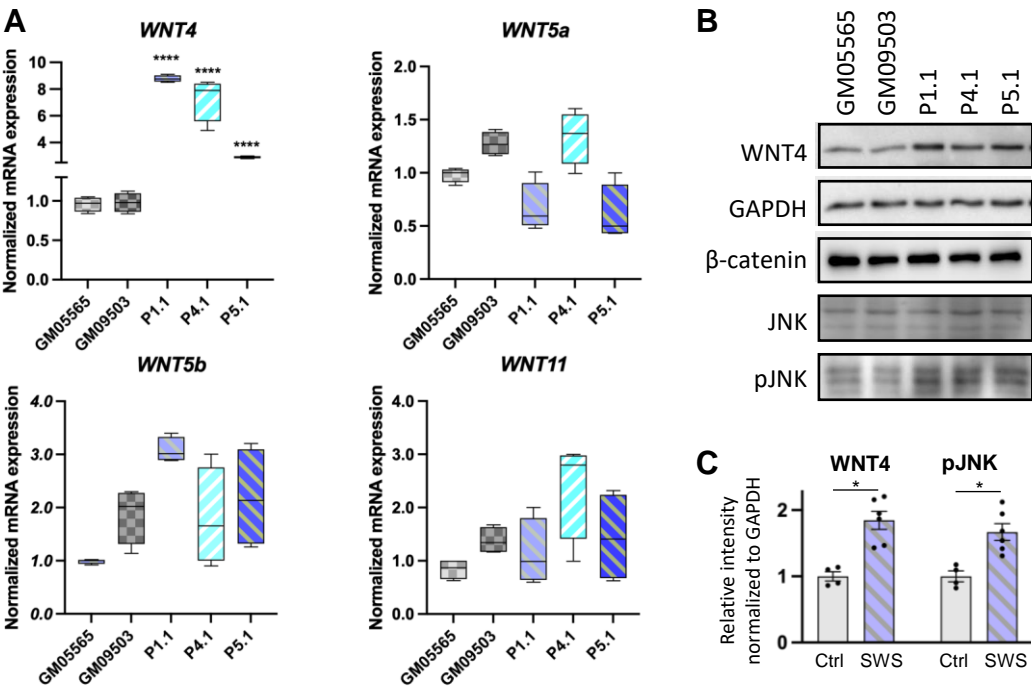 A
WNT4
Normalized mRNA expression
10
8
6
4
1.0
0.5
0.0
****
****
****
GM05565
GM09503
P1.1
P4.1
P5.1
WNT5a
Normalized mRNA expression
2.0
1.5
1.0
0.5
0.0
GM05565
GM09503
P1.1
P4.1
P5.1
WNT5b
Normalized mRNA expression
4.0
3.0
2.0
1.0
0.0
GM05565
GM09503
P1.1
P4.1
P5.1
WNT11
Normalized mRNA expression
4.0
3.0
2.0
1.0
0.0
GM05565
GM09503
P1.1
P4.1
P5.1
B
GM05565
GM09503
P1.1
P4.1
P5.1
WNT4
GAPDH
β-catenin
JNK
pJNK
C
WNT4 pJNK
Relative intensity
normalized to GAPDH
2
1
0
* *
Ctrl SWS Ctrl SWS